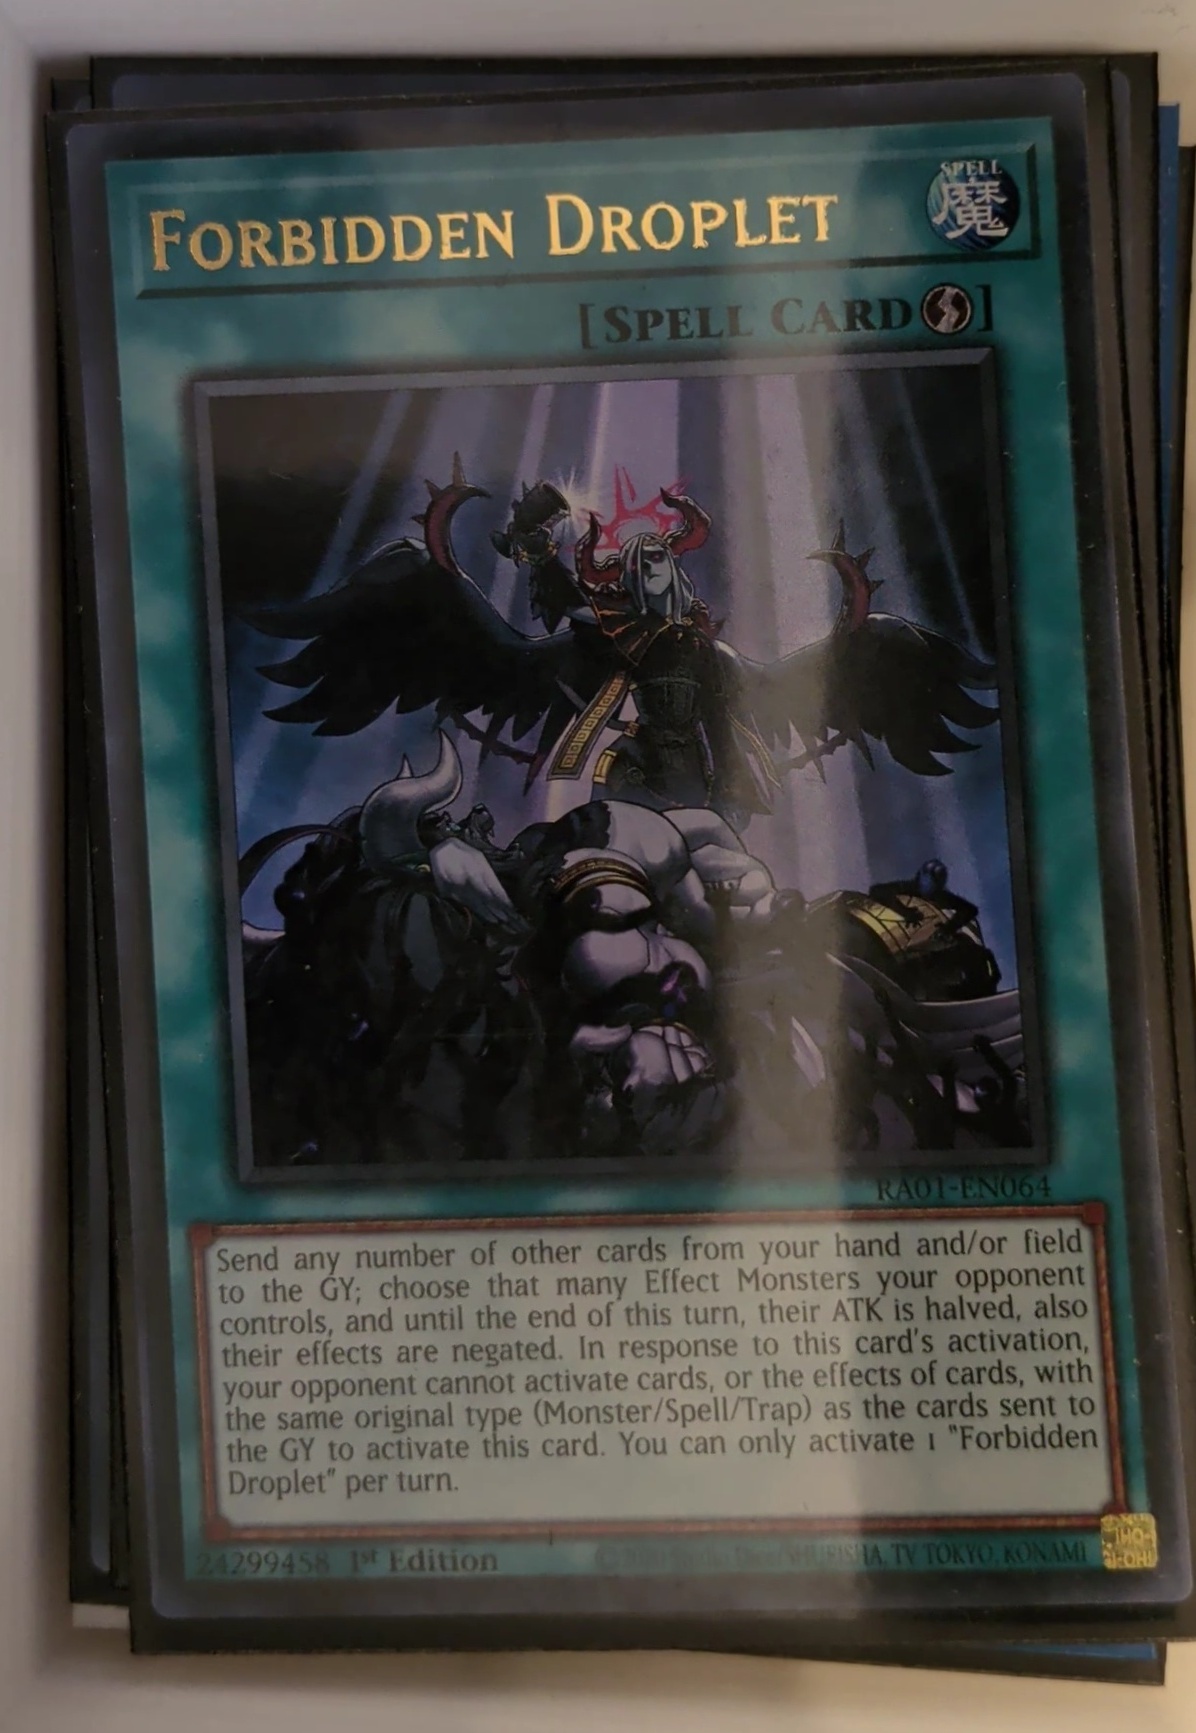 FORBIDDEN DROPLET
SPELL
魔
[SPELL CARD]
RA01-EN064
Send any number of other cards from your hand and/or field
to the GY; choose that many Effect Monsters your opponent
controls, and until the end of this turn, their ATK is halved, also
their effects are negated. In response to this card's activation,
your opponent cannot activate cards, or the effects of cards, with
the same original type (Monster/Spell/Trap) as the cards sent to
the GY to activate this card. You can only activate 1 "Forbidden
Droplet" per turn.
24299458 1st Edition
SHUEISHA, TV TOKYO, KONAMI